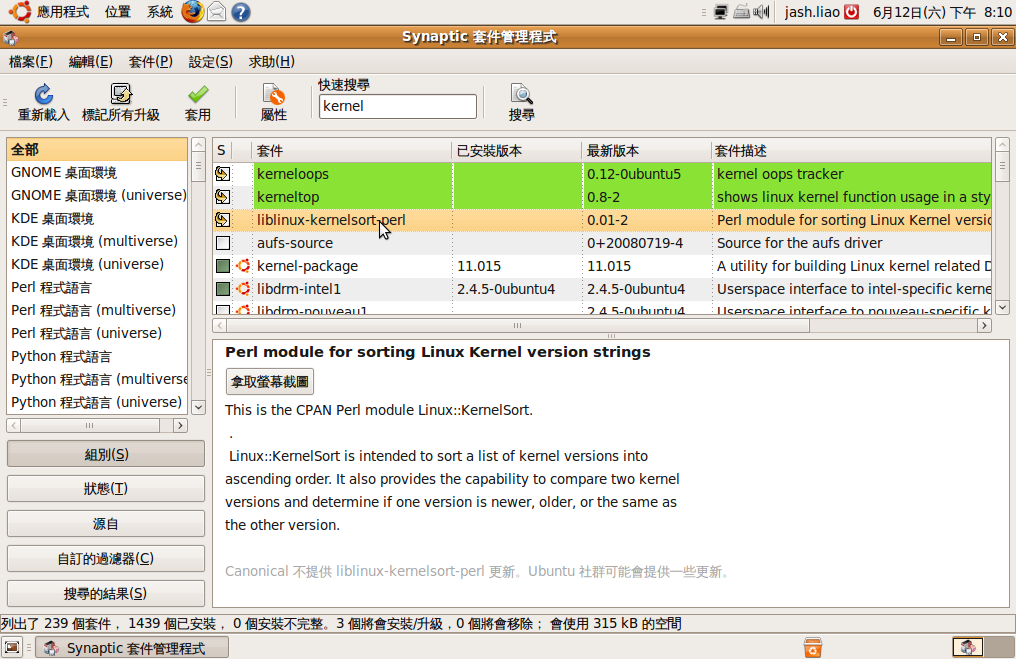 應用程式 位置 系統 jash.liao 6月12日(六) 下午 8:10
Synaptic 套件管理程式
檔案(F) 編輯(E) 套件(P) 設定(S) 求助(H)
重新載入 標記所有升級 套用 屬性 快速搜尋 搜尋
kernel
全部
GNOME 桌面環境
GNOME 桌面環境 (universe)
KDE 桌面環境
KDE 桌面環境 (multiverse)
KDE 桌面環境 (universe)
Perl 程式語言
Perl 程式語言 (multiverse)
Perl 程式語言 (universe)
Python 程式語言
Python 程式語言 (multiverse
Python 程式語言 (universe)
組別(S)
狀態(T)
源自
自訂的過濾器(C)
搜尋的結果(S)
S 套件 已安裝版本 最新版本 套件描述
kerneloops 0.12-0ubuntu5 kernel oops tracker
kerneltop 0.8-2 shows linux kernel function usage in a sty
liblinux-kernelsort-perl 0.01-2 Perl module for sorting Linux Kernel versio
aufs-source 0+20080719-4 Source for the aufs driver
kernel-package 11.015 11.015 A utility for building Linux kernel related D
libdrm-intel1 2.4.5-0ubuntu4 2.4.5-0ubuntu4 Userspace interface to intel-specific kerne
libdrm-nouveau1 2.4.5-0ubuntu4 Userspace interface to nouveau-specific k
Perl module for sorting Linux Kernel version strings
拿取螢幕截圖
This is the CPAN Perl module Linux::KernelSort.
.
Linux::KernelSort is intended to sort a list of kernel versions into
ascending order. It also provides the capability to compare two kernel
versions and determine if one version is newer, older, or the same as
the other version.
Canonical 不提供 liblinux-kernelsort-perl 更新。Ubuntu 社群可能會提供一些更新。
列出了 239 個套件， 1439 個已安裝， 0 個安裝不完整。3 個將會安裝/升級，0 個將會移除； 會使用 315 kB 的空間
Synaptic 套件管理程式